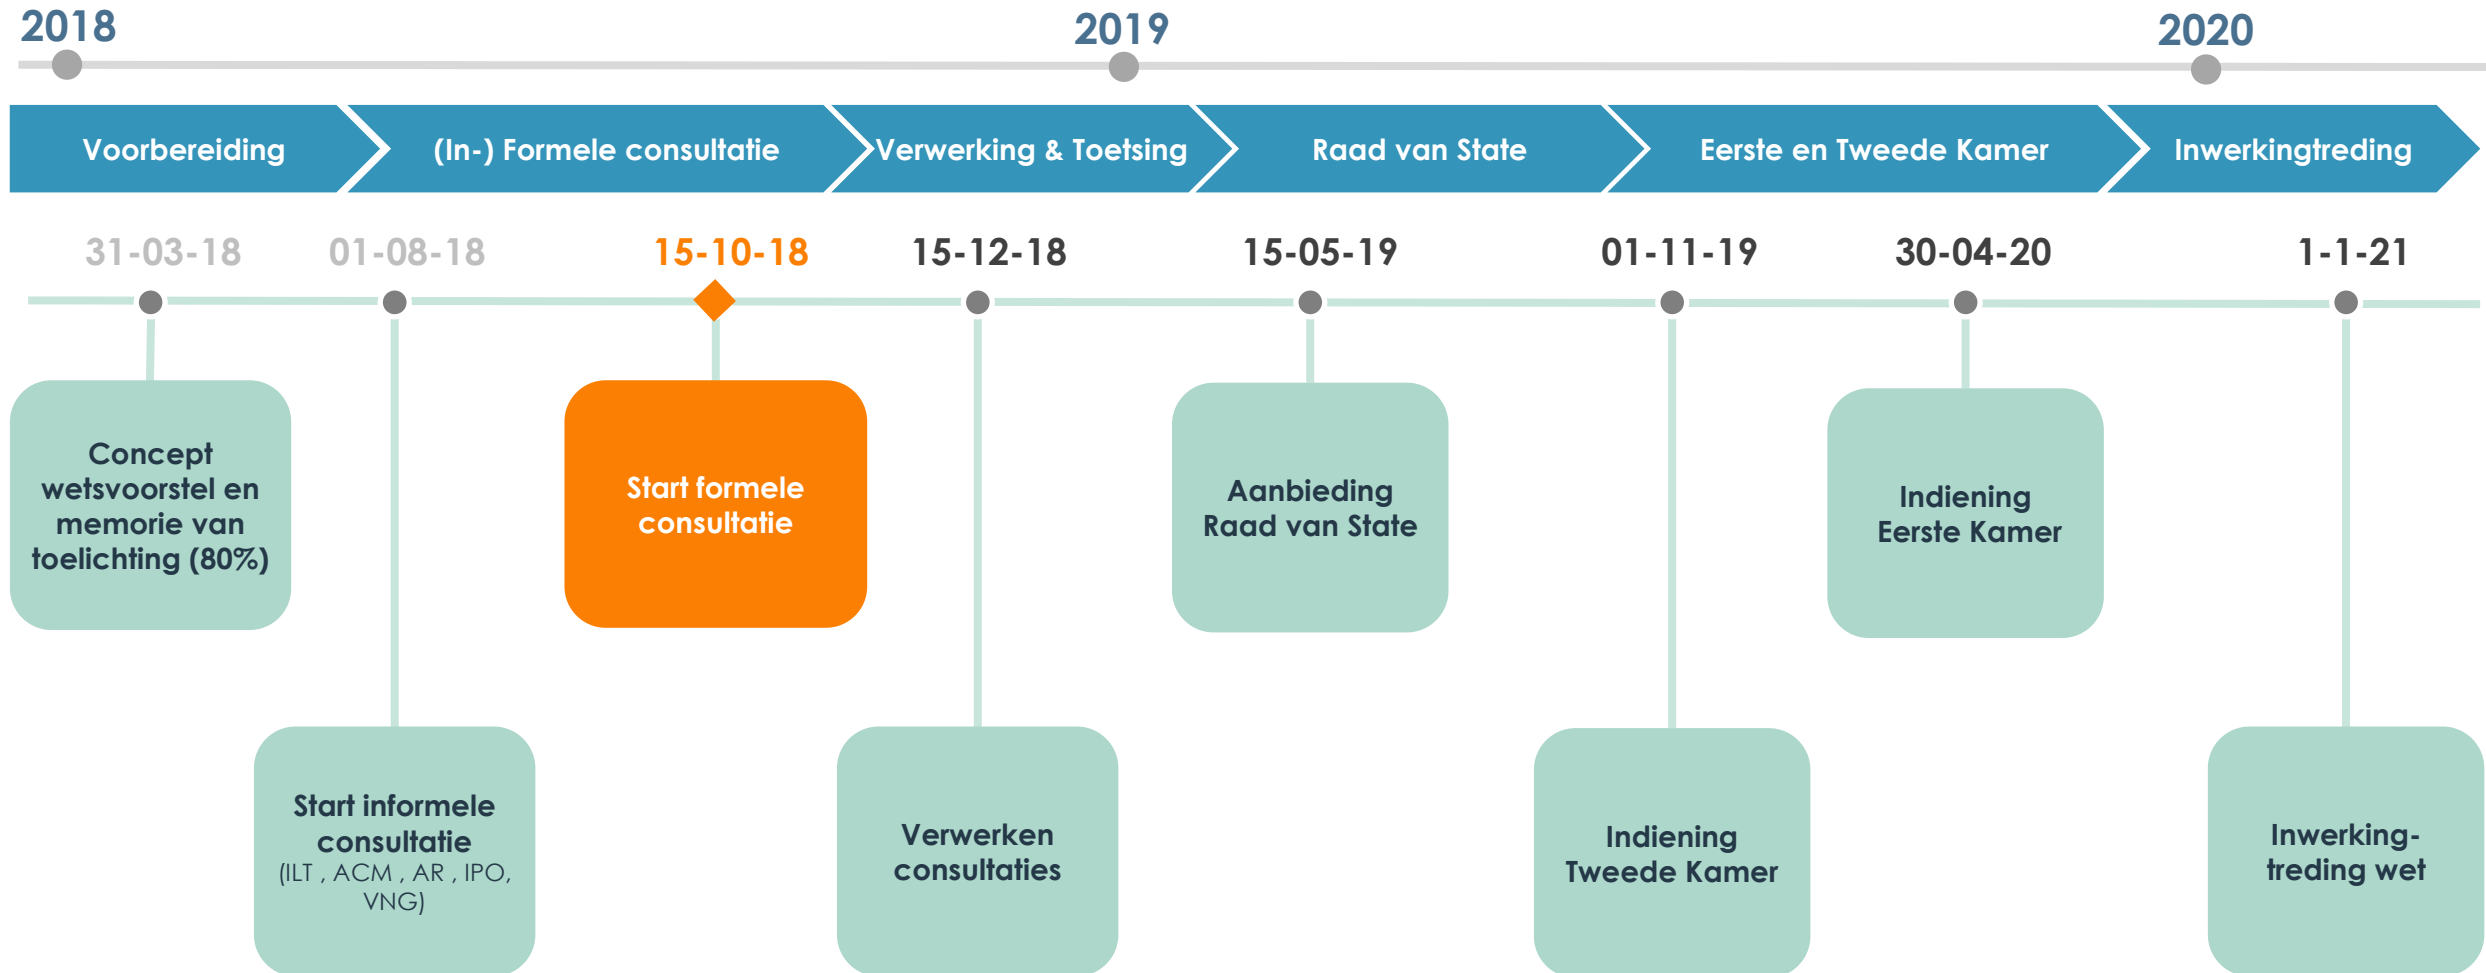 2018
2019
2020
Voorbereiding
(In-) Formele consultatie
Verwerking & Toetsing
Raad van State
Eerste en Tweede Kamer
Inwerkingtreding
31-03-18
01-08-18
15-10-18
15-12-18
15-05-19
01-11-19
30-04-20
1-1-21
Concept
wetsvoorstel en
memorie van
toelichting (80%)
Start formele
consultatie
Aanbieding
Raad van State
Indiening
Eerste Kamer
Start informele
consultatie
(ILT , ACM , AR , IPO,
VNG)
Verwerken
consultaties
Indiening
Tweede Kamer
Inwerking-
treding wet